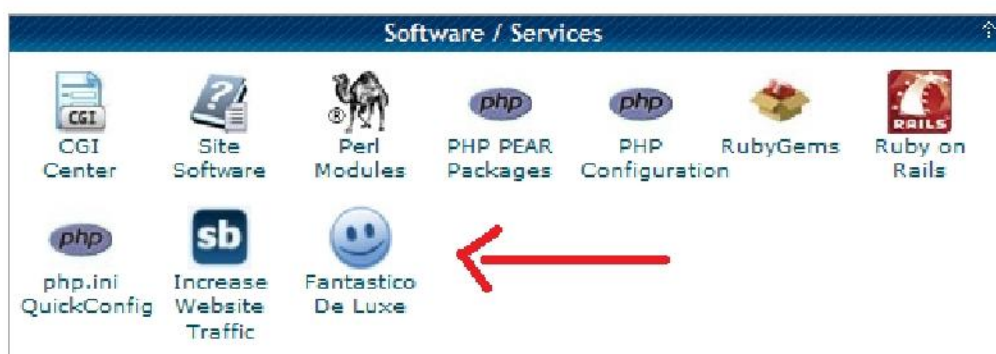 Software / Services
CGI
CGI
Center
Site
Software
®
Perl
Modules
php
PHP PEAR
Packages
php
PHP
Configuration
RubyGems
RAILS
Ruby on
Rails
php
php.ini
QuickConfig
sb
Increase
Website
Traffic
Fantastico
De Luxe